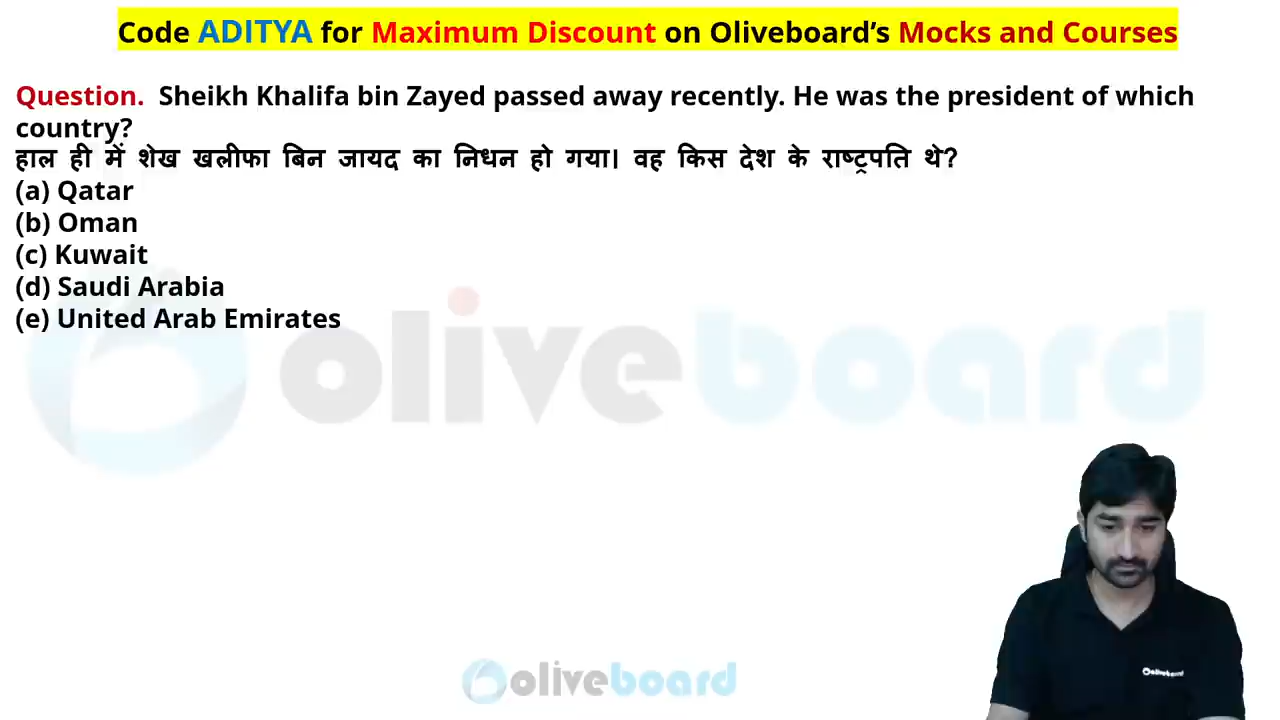 Code ADITYA for Maximum Discount on Oliveboard’s Mocks and Courses
Question. Sheikh Khalifa bin Zayed passed away recently. He was the president of which
country?
हाल ही में शेख खलीफा बिन जायद का निधन हो गया। वह किस देश के राष्ट्रपति थे?
(a) Qatar
(b) Oman
(c) Kuwait
(d) Saudi Arabia
(e) United Arab Emirates
oliveboard
oliveboard
oliveboard